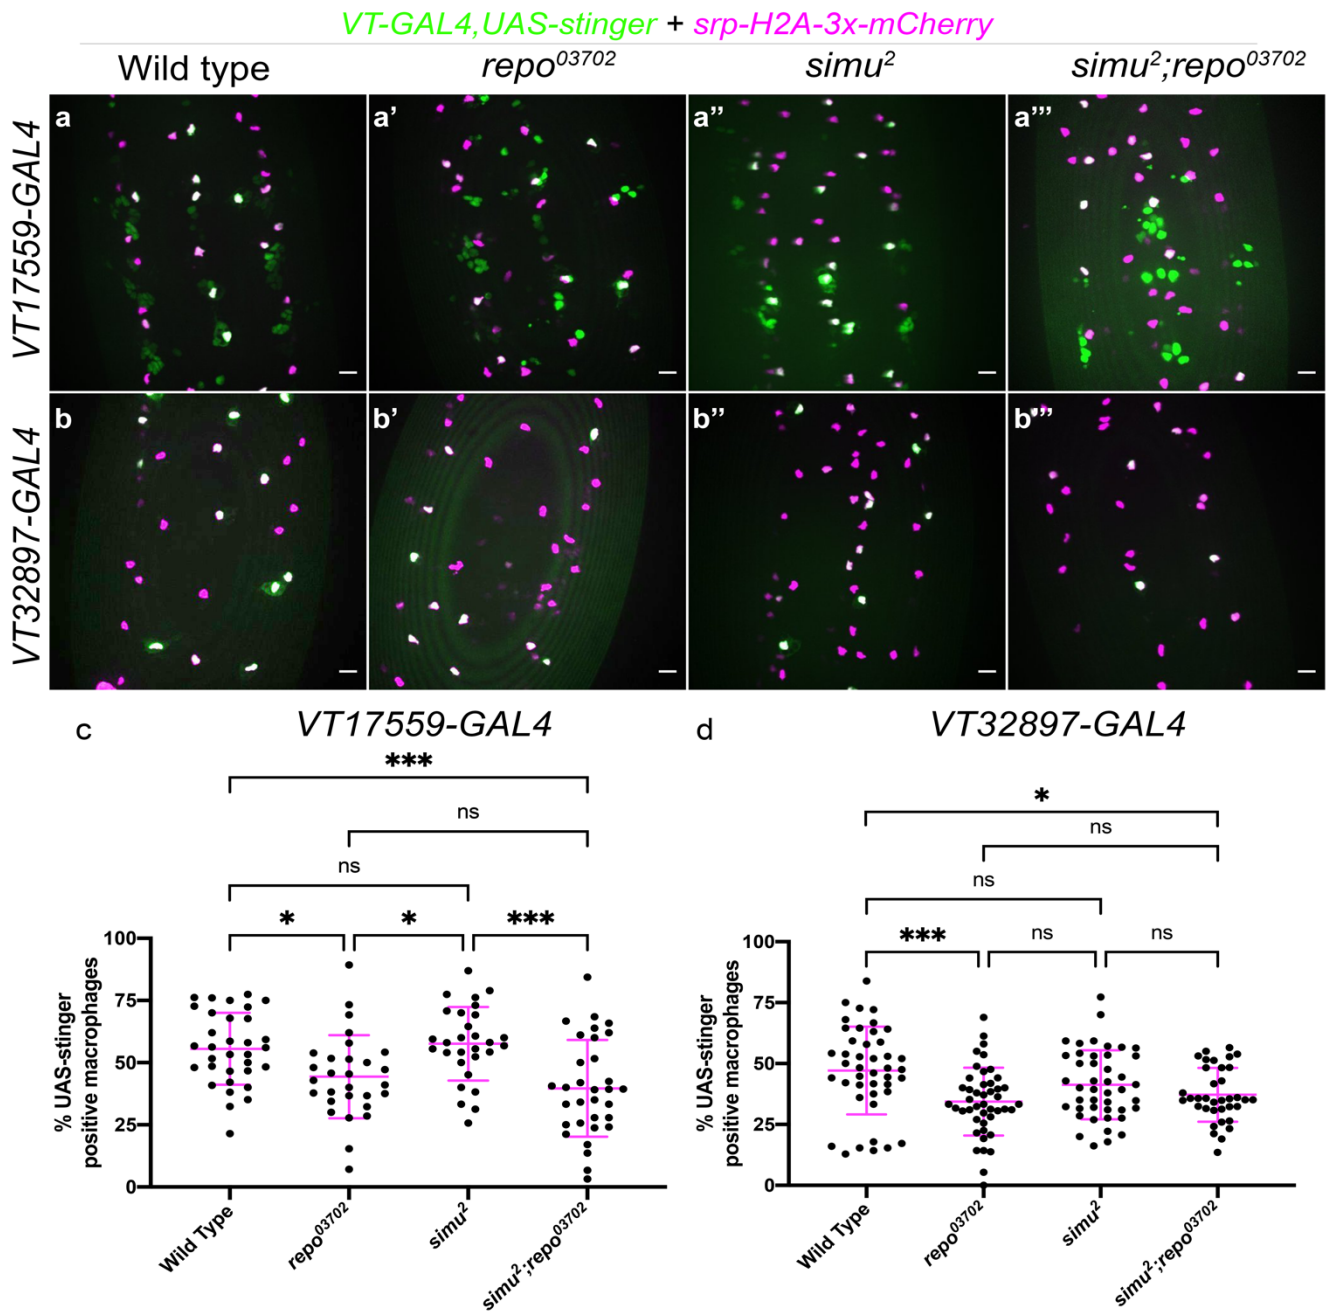 VT-GAL4,UAS-stinger + srp-H2A-3x-mCherry
Wild type
repo⁰³⁷⁰²
simu²
simu²;repo⁰³⁷⁰²
VT17559-GAL4
a
a’
a’’
a’’’
VT32897-GAL4
b
b’
b’’
b’’’
c
VT17559-GAL4
***
ns
ns
*
*
***
% UAS-stinger
positive macrophages
100
75
50
25
0
Wild Type
repo⁰³⁷⁰²
simu²
simu²;repo⁰³⁷⁰²
d
VT32897-GAL4
*
ns
ns
***
ns
ns
% UAS-stinger
positive macrophages
100
75
50
25
0
Wild Type
repo⁰³⁷⁰²
simu²
simu²;repo⁰³⁷⁰²